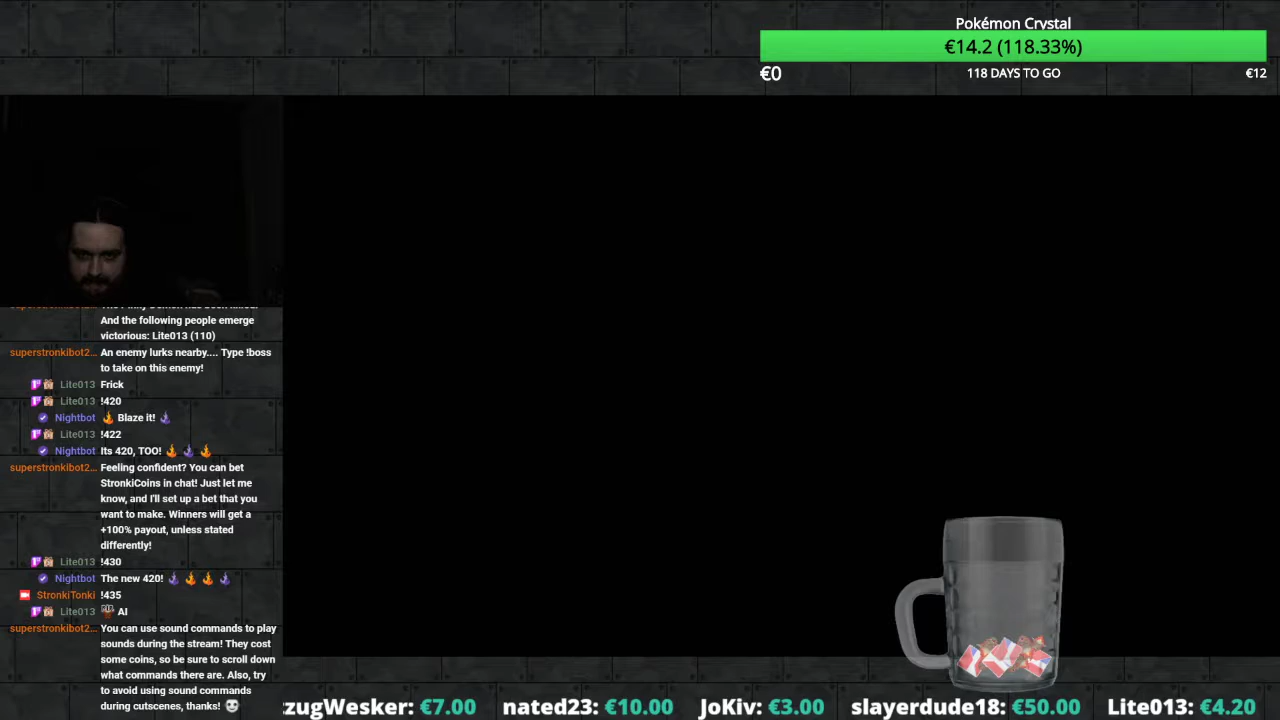 Pokémon Crystal
€14.2 (118.33%)
€0 118 DAYS TO GO €12
And the following people emerge
victorious: Lite013 (110)
superstronkibot2... An enemy lurks nearby.... Type !boss
to take on this enemy!
Lite013 Frick
Lite013 !420
Nightbot 🔥 Blaze it!
Lite013 !422
Nightbot Its 420, TOO!
superstronkibot2... Feeling confident? You can bet
StronkiCoins in chat! Just let me
know, and I'll set up a bet that you
want to make. Winners will get a
+100% payout, unless stated
differently!
Lite013 !430
Nightbot The new 420!
StronkiTonki !435
Lite013 AI
superstronkibot2... You can use sound commands to play
sounds during the stream! They cost
some coins, so be sure to scroll down
what commands there are. Also, try
to avoid using sound commands
during cutscenes, thanks!
zugWesker: €7.00 nated23: €10.00 JoKiv: €3.00 slayerdude18: €50.00 Lite013: €4.20